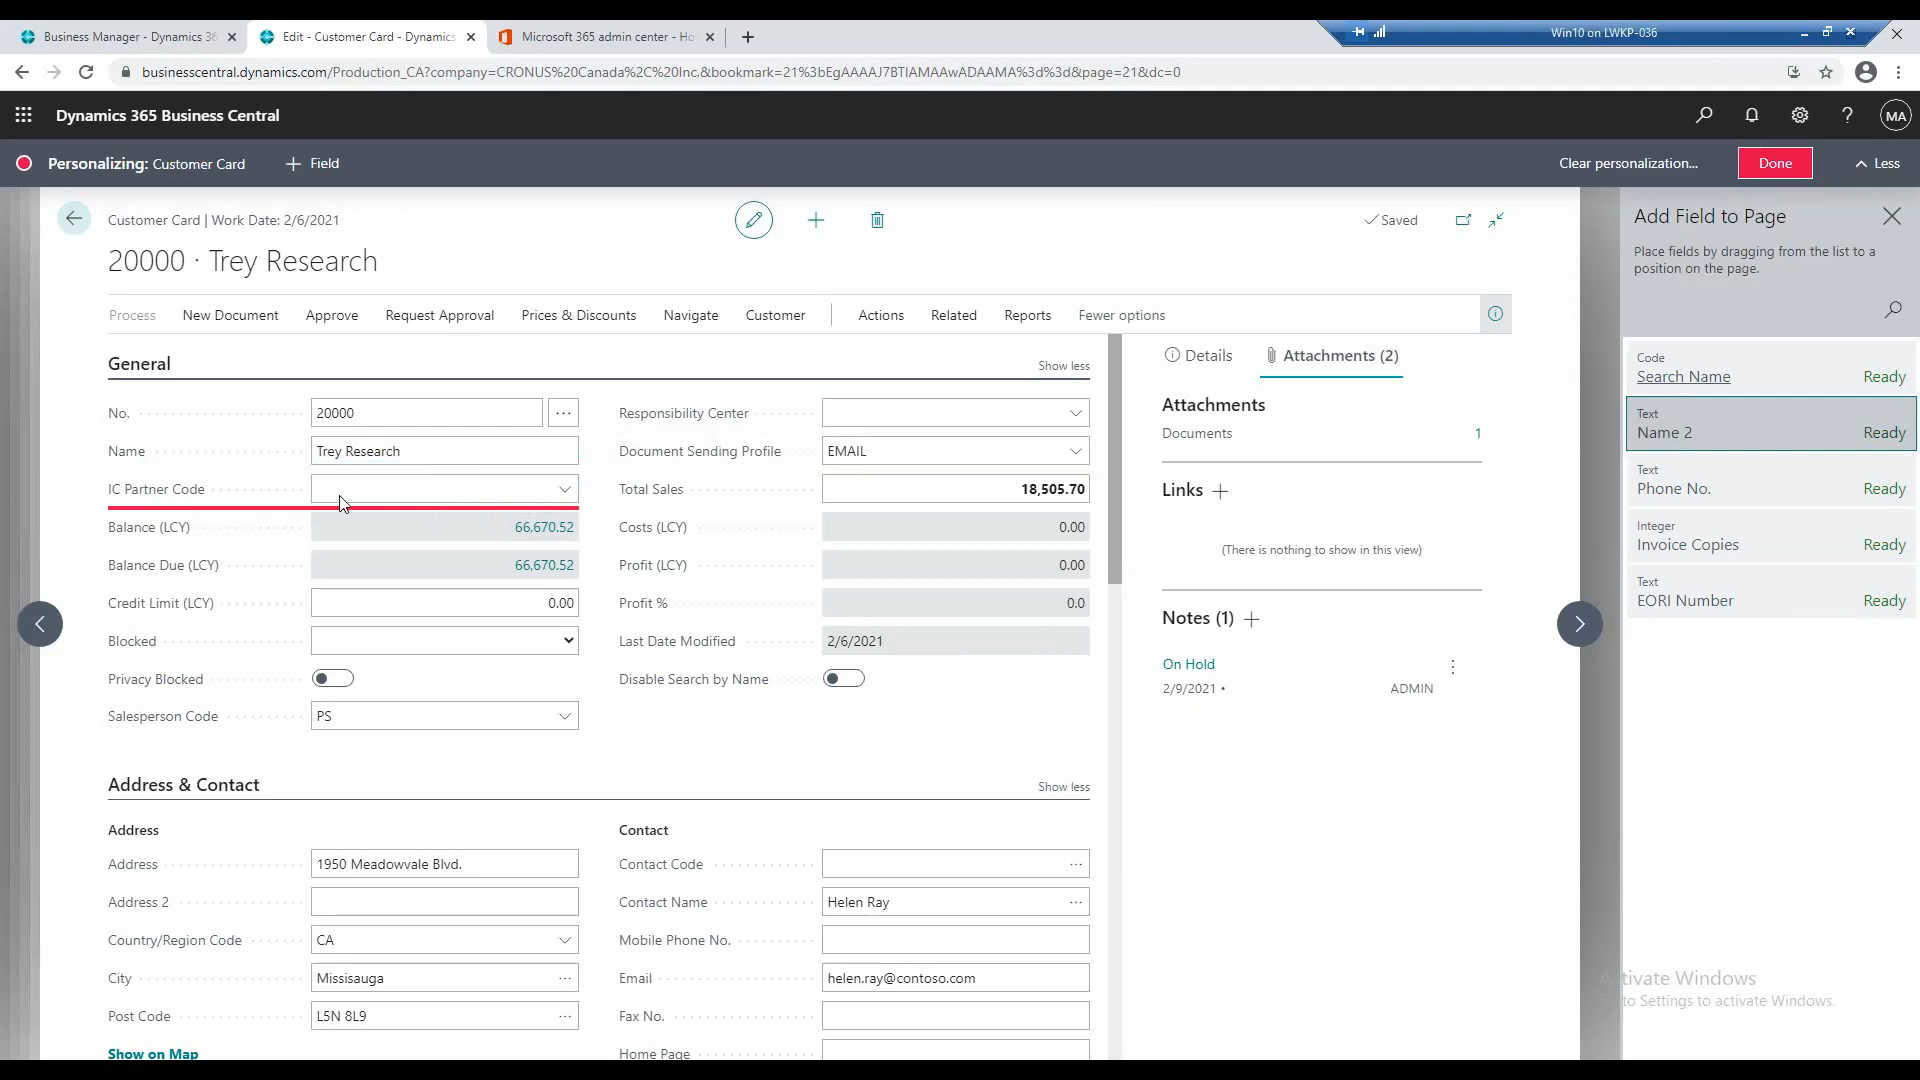 Business Manager - Dynamics 36
Edit - Customer Card - Dynamics
Microsoft 365 admin center - Ho
Win10 on LWKP-036
businesscentral.dynamics.com/Production_CA?company=CRONUS%20Canada%2C%20Inc.&bookmark=21%3bEgAAAAJ7BTIAMAAwADAAMA%3d%3d&page=21&dc=0
Dynamics 365 Business Central
MA
Personalizing: Customer Card
Field
Clear personalization...
Done
Less
Customer Card | Work Date: 2/6/2021
Saved
20000 · Trey Research
Process New Document Approve Request Approval Prices & Discounts Navigate Customer Actions Related Reports Fewer options
General
Show less
No. 20000
Name Trey Research
IC Partner Code
Balance (LCY) 66,670.52
Balance Due (LCY) 66,670.52
Credit Limit (LCY) 0.00
Blocked
Privacy Blocked
Salesperson Code PS
Responsibility Center
Document Sending Profile EMAIL
Total Sales 18,505.70
Costs (LCY) 0.00
Profit (LCY) 0.00
Profit % 0.0
Last Date Modified 2/6/2021
Disable Search by Name
Address & Contact
Show less
Address
Address 1950 Meadowvale Blvd.
Address 2
Country/Region Code CA
City Missisauga
Post Code L5N 8L9
Show on Map
Contact
Contact Code
Contact Name Helen Ray
Mobile Phone No.
Email helen.ray@contoso.com
Fax No.
Home Page
Details
Attachments (2)
Attachments
Documents 1
Links
(There is nothing to show in this view)
Notes (1)
On Hold
2/9/2021 • ADMIN
Add Field to Page
Place fields by dragging from the list to a
position on the page.
Code
Search Name Ready
Text
Name 2 Ready
Text
Phone No. Ready
Integer
Invoice Copies Ready
Text
EORI Number Ready
tivate Windows
to Settings to activate Windows.